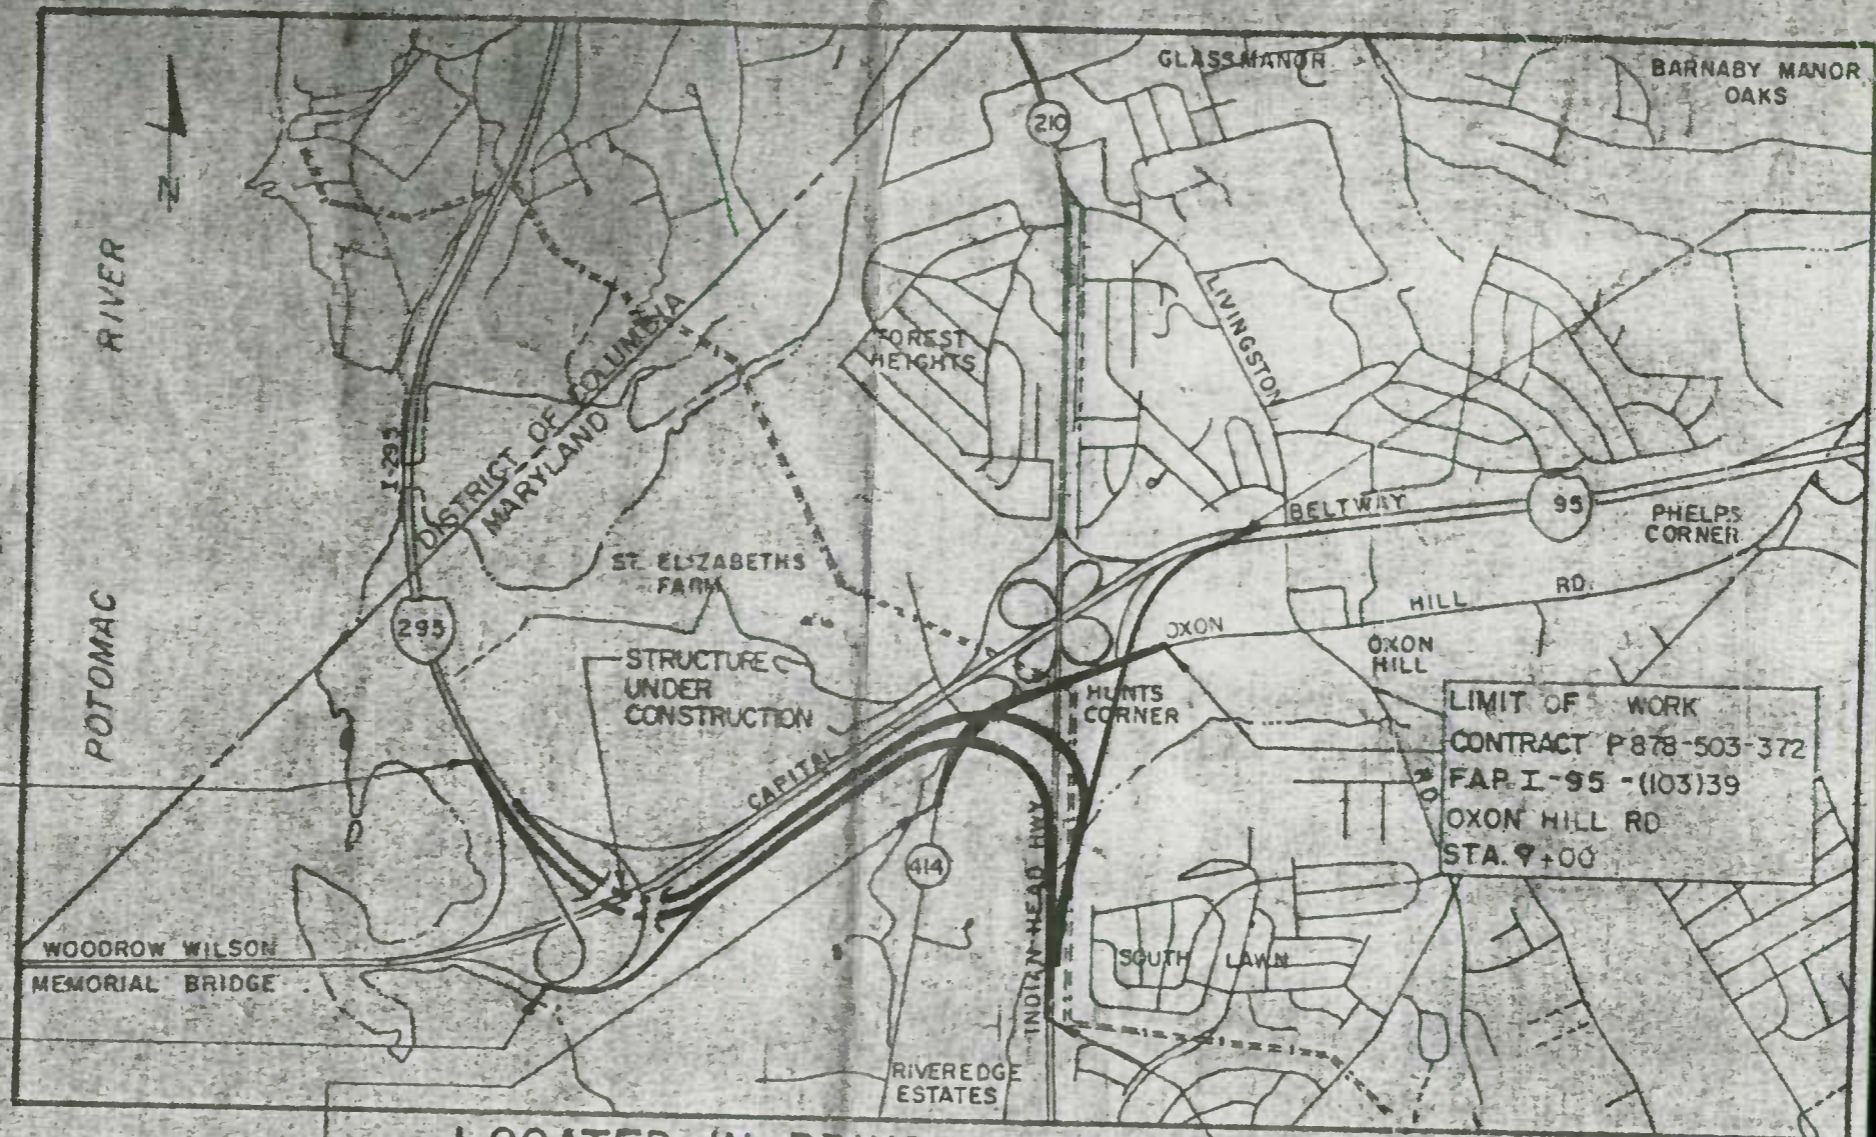 GLASSMANOR
BARNABY MANOR
OAKS
210
N
RIVER
POTOMAC
DISTRICT OF COLUMBIA
MARYLAND
FOREST
HEIGHTS
LIVINGSTON
I-295
BELTWAY
95
PHELPS
CORNER
ST. ELIZABETHS
FARM
295
STRUCTURE
UNDER
CONSTRUCTION
OXON HILL RD.
OXON
HILL
HUNTS
CORNER
LIMIT OF WORK
CONTRACT P 878-503-372
F.A.P. I-95-(103)39
OXON HILL RD
STA. 9+00
CAPITAL
RD
414
INDIAN HEAD HWY
WOODROW WILSON
MEMORIAL BRIDGE
SOUTH LAWN
RIVEREDGE
ESTATES
LOCATED IN